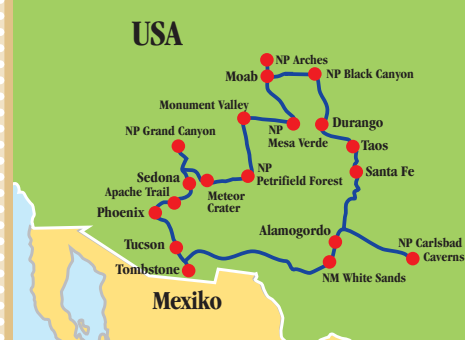 USA
NP Arches
Moab
NP Black Canyon
Monument Valley
NP
Mesa Verde
Durango
NP Grand Canyon
Taos
Sedona
NP
Petrifield Forest
Santa Fe
Apache Trail
Meteor
Crater
Phoenix
Alamogordo
Tucson
NP Carlsbad
Caverns
Tombstone
NM White Sands
Mexiko